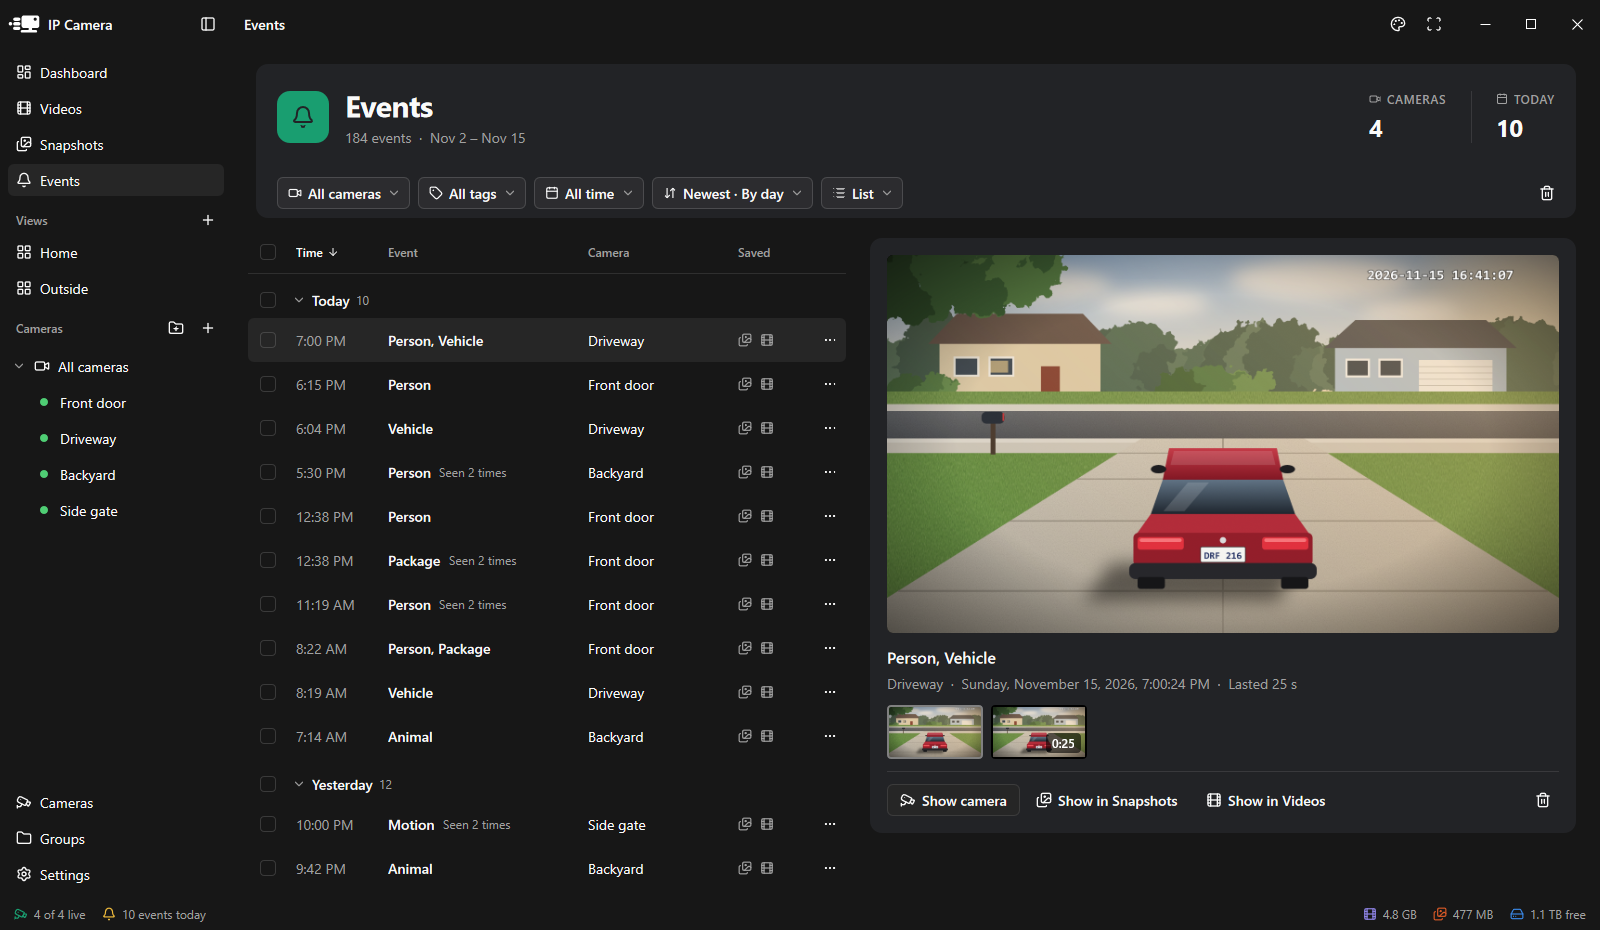 IP Camera
Events
Dashboard
Videos
Snapshots
Events
Views
Home
Outside
Cameras
All cameras
Front door
Driveway
Backyard
Side gate
Cameras
Groups
Settings
Events
184 events · Nov 2 – Nov 15
CAMERAS
4
TODAY
10
All cameras
All tags
All time
Newest · By day
List
Time Event Camera Saved
Today 10
7:00 PM Person, Vehicle Driveway
6:15 PM Person Front door
6:04 PM Vehicle Driveway
5:30 PM Person Seen 2 times Backyard
12:38 PM Person Front door
12:38 PM Package Seen 2 times Front door
11:19 AM Person Seen 2 times Front door
8:22 AM Person, Package Front door
8:19 AM Vehicle Driveway
7:14 AM Animal Backyard
Yesterday 12
10:00 PM Motion Seen 2 times Side gate
9:42 PM Animal Backyard
2026-11-15 16:41:07
DRF 216
Person, Vehicle
Driveway · Sunday, November 15, 2026, 7:00:24 PM · Lasted 25 s
0:25
Show camera
Show in Snapshots
Show in Videos
4 of 4 live
10 events today
4.8 GB
477 MB
1.1 TB free